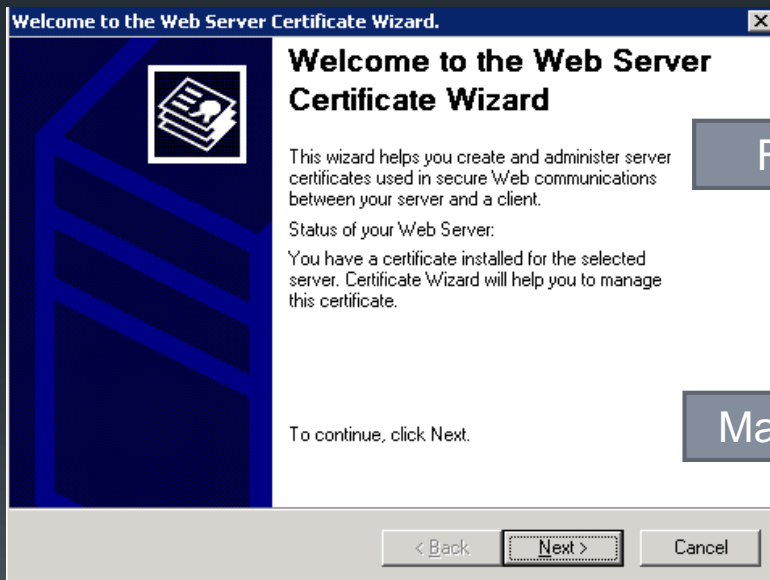 Welcome to the Web Server Certificate Wizard.
Welcome to the Web Server
Certificate Wizard
This wizard helps you create and administer server
certificates used in secure Web communications
between your server and a client.
Status of your Web Server:
You have a certificate installed for the selected
server. Certificate Wizard will help you to manage
this certificate.
To continue, click Next.
Ma
< Back
Next >
Cancel